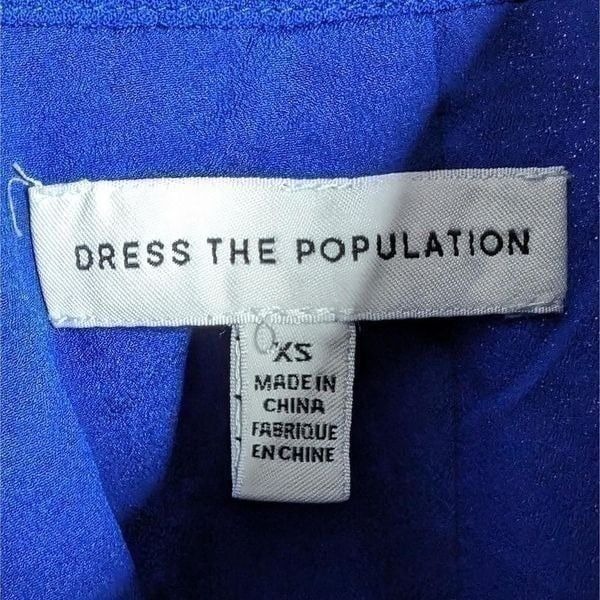 DRESS THE POPULATION
XS
MADE IN
CHINA
FABRIQUE
EN CHINE